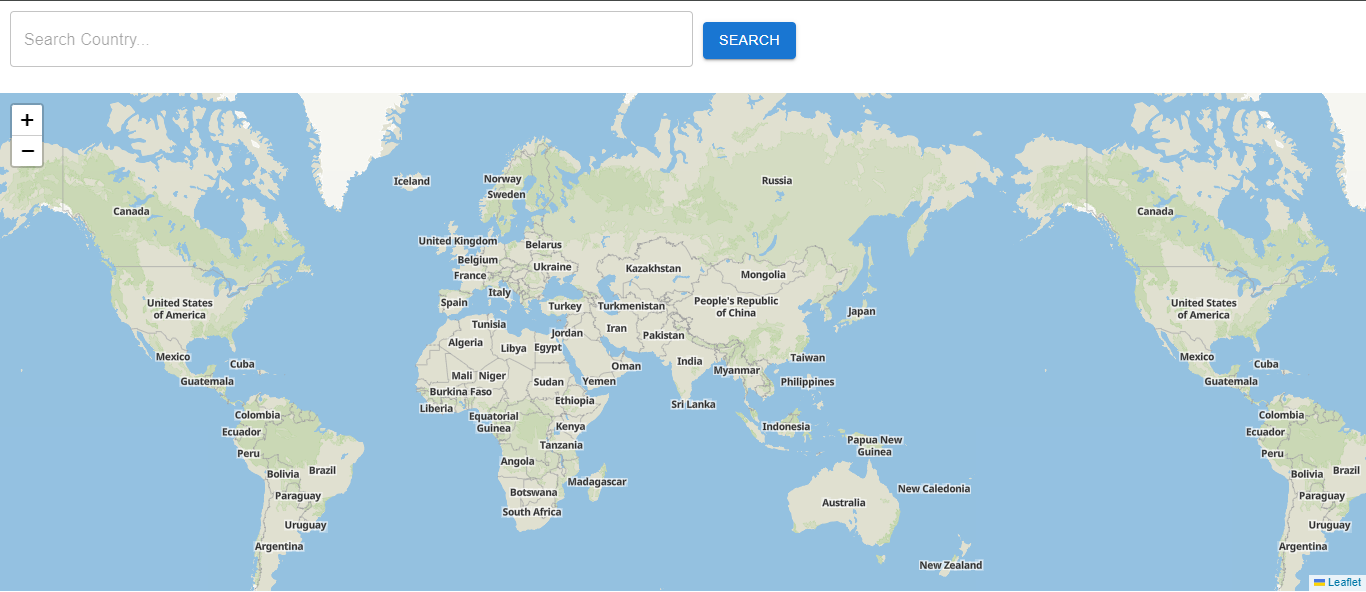 Search Country...
SEARCH
+
−
Iceland
Norway
Sweden
Russia
Canada
Canada
United Kingdom
Belarus
Belgium
Ukraine
France
Kazakhstan
Mongolia
Italy
Spain
Turkey
Turkmenistan
People's Republic
of China
United States
of America
United States
of America
Japan
Tunisia
Jordan
Iran
Pakistan
Algeria
Libya
Egypt
Mexico
Mexico
Taiwan
India
Cuba
Cuba
Oman
Myanmar
Mali
Niger
Sudan
Yemen
Philippines
Guatemala
Guatemala
Burkina Faso
Ethiopia
Sri Lanka
Liberia
Colombia
Colombia
Equatorial
Guinea
Kenya
Indonesia
Ecuador
Ecuador
Papua New
Guinea
Tanzania
Peru
Peru
Angola
Bolivia
Brazil
Bolivia
Brazil
Madagascar
New Caledonia
Botswana
Paraguay
Paraguay
Australia
South Africa
Uruguay
Uruguay
Argentina
Argentina
New Zealand
Leaflet